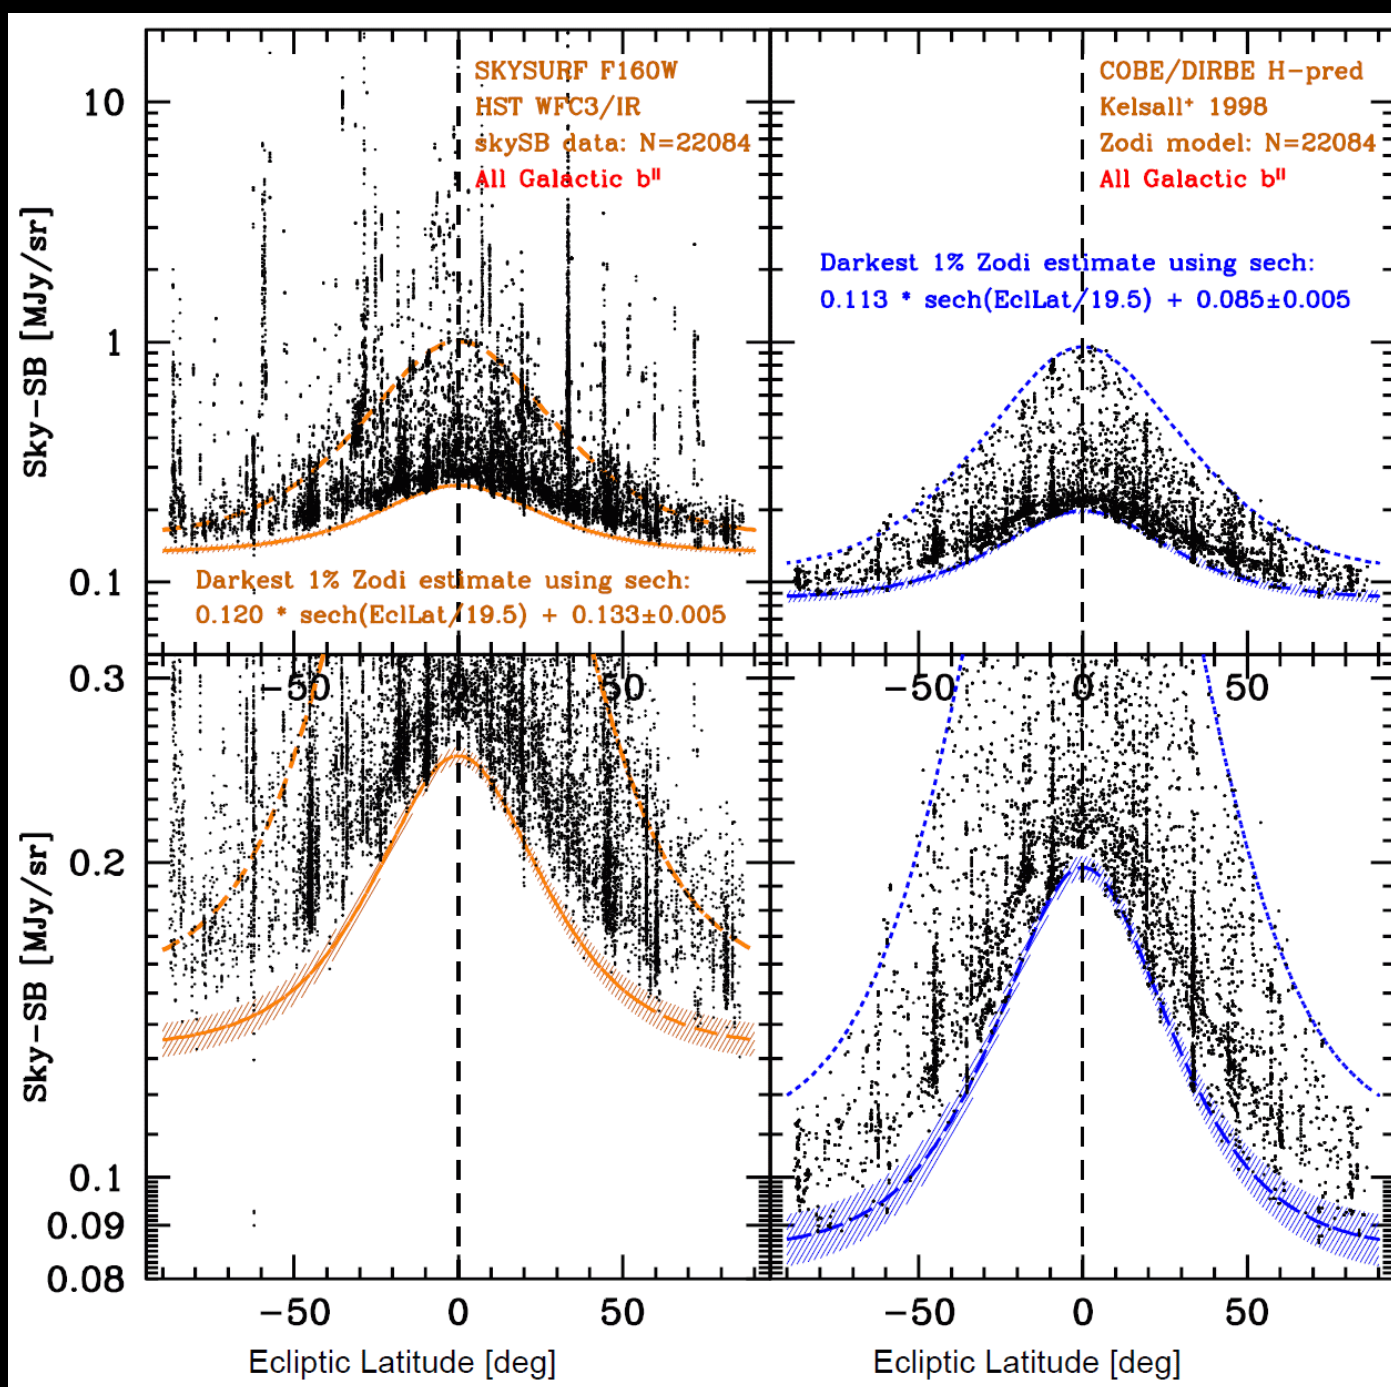 SKYSURF F160W
HST WFC3/IR
skySB data: N=22084
All Galactic bᴵᴵ
COBE/DIRBE H-pred
Kelsall⁺ 1998
Zodi model: N=22084
All Galactic bᴵᴵ
10
1
0.1
Sky-SB [MJy/sr]
Darkest 1% Zodi estimate using sech:
0.113 * sech(EclLat/19.5) + 0.085±0.005
Darkest 1% Zodi estimate using sech:
0.120 * sech(EclLat/19.5) + 0.133±0.005
-50 0 50
-50 0 50
0.3
0.2
0.1
0.09
0.08
Sky-SB [MJy/sr]
-50 0 50
-50 0 50
Ecliptic Latitude [deg]
Ecliptic Latitude [deg]